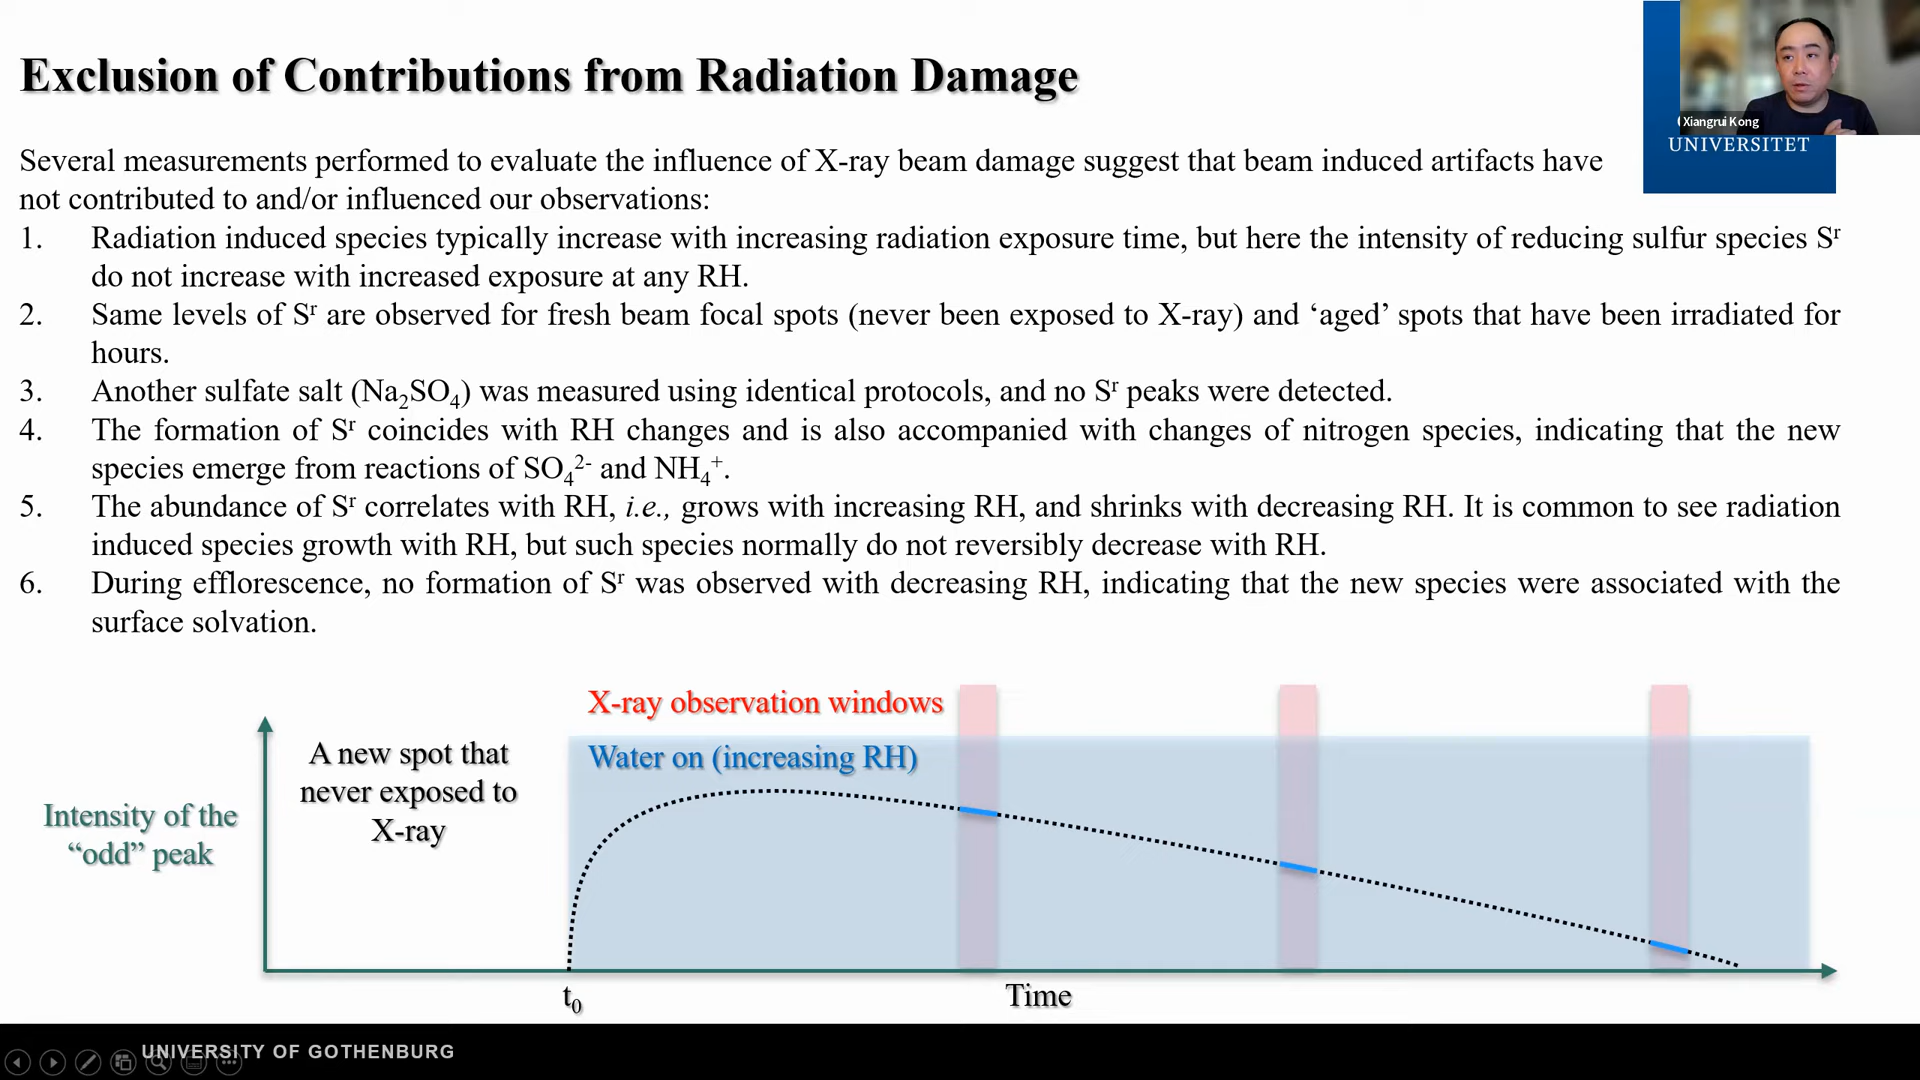 Exclusion of Contributions from Radiation Damage
Xiangrui Kong
UNIVERSITET
Several measurements performed to evaluate the influence of X-ray beam damage suggest that beam induced artifacts have
not contributed to and/or influenced our observations:
1. Radiation induced species typically increase with increasing radiation exposure time, but here the intensity of reducing sulfur species Sʳ
do not increase with increased exposure at any RH.
2. Same levels of Sʳ are observed for fresh beam focal spots (never been exposed to X-ray) and ‘aged’ spots that have been irradiated for
hours.
3. Another sulfate salt (Na₂SO₄) was measured using identical protocols, and no Sʳ peaks were detected.
4. The formation of Sʳ coincides with RH changes and is also accompanied with changes of nitrogen species, indicating that the new
species emerge from reactions of SO₄²⁻ and NH₄⁺.
5. The abundance of Sʳ correlates with RH, i.e., grows with increasing RH, and shrinks with decreasing RH. It is common to see radiation
induced species growth with RH, but such species normally do not reversibly decrease with RH.
6. During efflorescence, no formation of Sʳ was observed with decreasing RH, indicating that the new species were associated with the
surface solvation.
X-ray observation windows
Water on (increasing RH)
A new spot that
never exposed to
X-ray
Intensity of the
“odd” peak
t₀
Time
UNIVERSITY OF GOTHENBURG